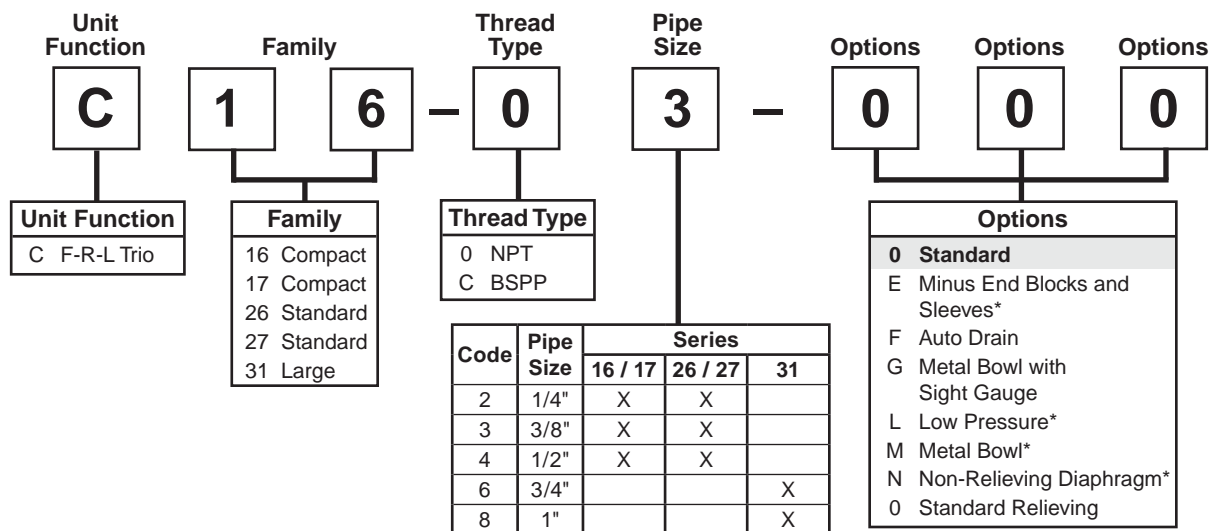 Unit Function Family Thread Type Pipe Size Options Options Options
C 1 6 – 0 3 – 0 0 0
Unit Function
C F-R-L Trio
Family
16 Compact
17 Compact
26 Standard
27 Standard
31 Large
Thread Type
0 NPT
C BSPP
Code Pipe Size Series
16 / 17 26 / 27 31
2 1/4" X X
3 3/8" X X
4 1/2" X X
6 3/4" X
8 1" X
Options
0 Standard
E Minus End Blocks and
Sleeves*
F Auto Drain
G Metal Bowl with
Sight Gauge
L Low Pressure*
M Metal Bowl*
N Non-Relieving Diaphragm*
0 Standard Relieving